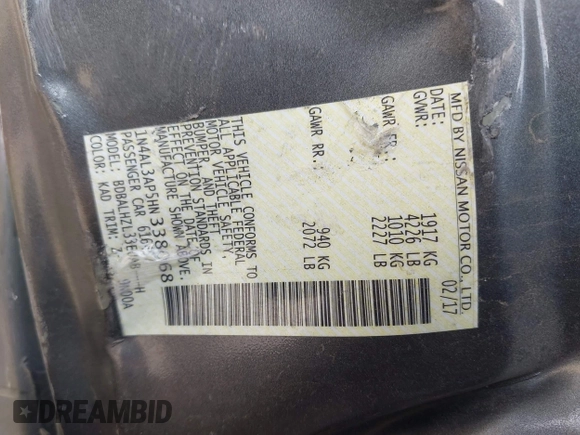 MFD BY NISSAN MOTOR CO., LTD.
DATE: 02/17
GVWR: 1917 KG
4226 LB
GAWR FR: 1010 KG
2227 LB
GAWR RR: 940 KG
2072 LB
THIS VEHICLE CONFORMS TO
ALL APPLICABLE FEDERAL
MOTOR VEHICLE SAFETY,
BUMPER, AND THEFT
PREVENTION STANDARDS IN
EFFECT ON THE DATE OF
MANUFACTURE SHOWN ABOVE.
1N4AL3AP5HN
PASSENGER CAR
MODEL:
COLOR: KAD TRIM:
DREAMBID